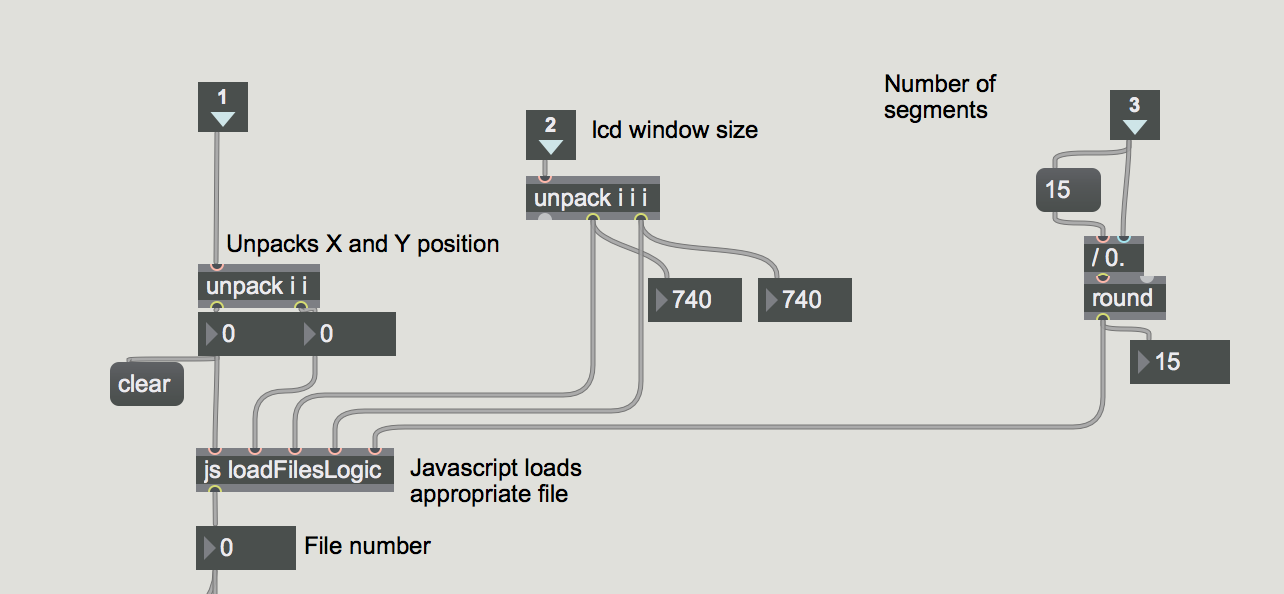 1
2
lcd window size
Number of
segments
3
15
unpack i i i
Unpacks X and Y position
/ 0.
unpack i i
740
740
round
0
0
15
clear
js loadFilesLogic
Javascript loads
appropriate file
0
File number